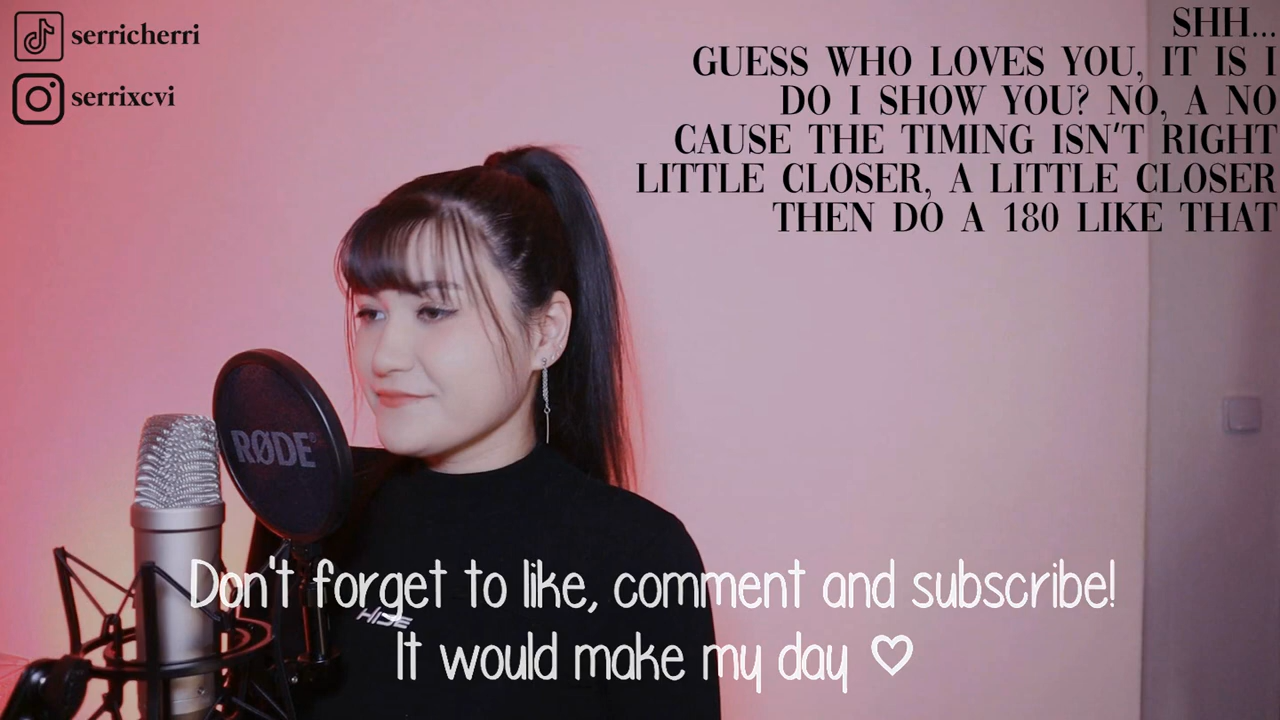 serricherri
serrixcvi
SHH...
GUESS WHO LOVES YOU, IT IS I
DO I SHOW YOU? NO, A NO
CAUSE THE TIMING ISN'T RIGHT
LITTLE CLOSER, A LITTLE CLOSER
THEN DO A 180 LIKE THAT
RØDE
HIDE
Don't forget to like, comment and subscribe!
It would make my day ♡